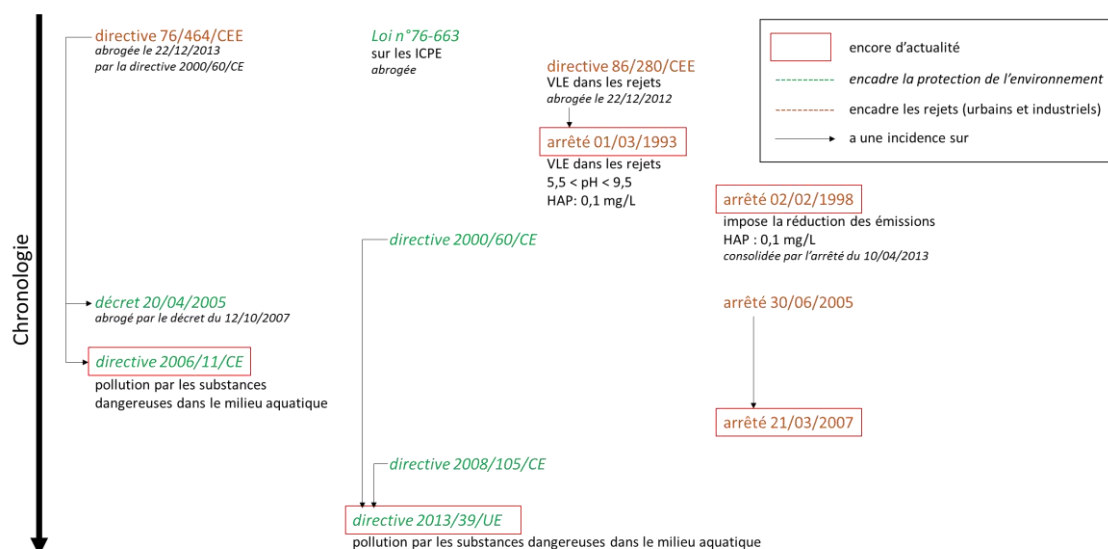 Chronologie
directive 76/464/CEE
abrogée le 22/12/2013
par la directive 2000/60/CE
Loi n°76-663
sur les ICPE
abrogée
directive 86/280/CEE
VLE dans les rejets
abrogée le 22/12/2012
arrêté 01/03/1993
VLE dans les rejets
5,5 < pH < 9,5
HAP: 0,1 mg/L
arrêté 02/02/1998
impose la réduction des émissions
HAP : 0,1 mg/L
consolidée par l'arrêté du 10/04/2013
directive 2000/60/CE
décret 20/04/2005
abrogé par le décret du 12/10/2007
arrêté 30/06/2005
directive 2006/11/CE
pollution par les substances
dangereuses dans le milieu aquatique
arrêté 21/03/2007
directive 2008/105/CE
directive 2013/39/UE
pollution par les substances dangereuses dans le milieu aquatique
encore d'actualité
encadre la protection de l'environnement
encadre les rejets (urbains et industriels)
a une incidence sur